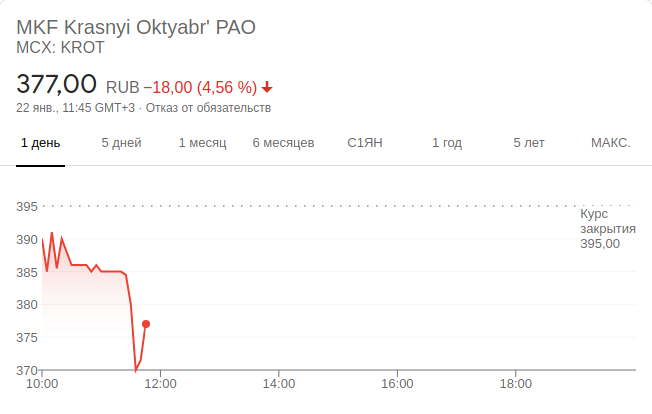 MKF Krasnyi Oktyabr' PAO
MCX: KROT
377,00 RUB −18,00 (4,56 %)
22 янв., 11:45 GMT+3 · Отказ от обязательств
1 день 5 дней 1 месяц 6 месяцев С1ЯН 1 год 5 лет МАКС.
395
Курс
закрытия
395,00
390
385
380
375
370
10:00 12:00 14:00 16:00 18:00